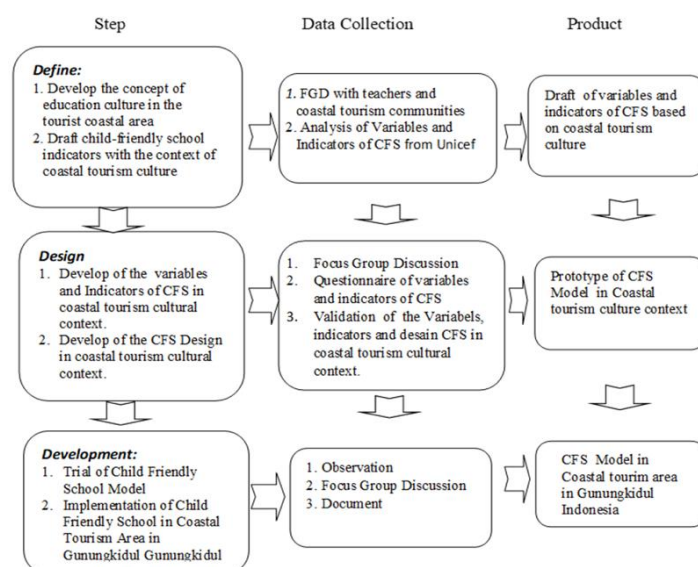 Step
Data Collection
Product
Define:
1. Develop the concept of
education culture in the
tourist coastal area
2. Draft child-friendly school
indicators with the context of
coastal tourism culture
1. FGD with teachers and
coastal tourism communities
2. Analysis of Variables and
Indicators of CFS from Unicef
Draft of variables and
indicators of CFS based
on coastal tourism
culture
Design
1. Develop of the variables
and Indicators of CFS in
coastal tourism cultural
context.
2. Develop of the CFS Design
in coastal tourism cultural
context.
1. Focus Group Discussion
2. Questionnaire of variables
and indicators of CFS
3. Validation of the Variabels,
indicators and desain CFS in
coastal tourism cultural
context.
Prototype of CFS
Model in Coastal
tourism culture context
Development:
1. Trial of Child Friendly
School Model
2. Implementation of Child
Friendly School in Coastal
Tourism Area in
Gunungkidul Gunungkidul
1. Observation
2. Focus Group Discussion
3. Document
CFS Model in
Coastal tourim area
in Gunungkidul
Indonesia